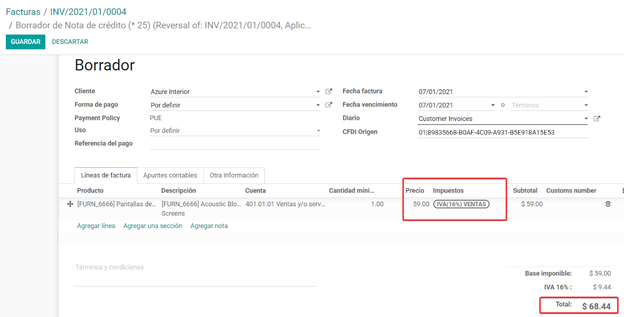 Facturas / INV/2021/01/0004
/ Borrador de Nota de crédito (* 25) (Reversal of: INV/2021/01/0004, Aplic...
GUARDAR DESCARTAR
Borrador
Cliente Azure Interior Fecha factura 07/01/2021
Forma de pago Por definir Fecha vencimiento 07/01/2021 o Términos
Payment Policy PUE Diario Customer Invoices
Uso Por definir CFDI Origen 01|89835668-B0AF-4C09-A931-B5E918A15E53
Referencia del pago
Líneas de factura Apuntes contables Otra Información
Producto Descripción Cuenta Cantidad míni... Precio Impuestos Subtotal Customs number
[FURN_6666] Pantallas de... [FURN_6666] Acoustic Blo... 401.01.01 Ventas y/o serv... 1.00 59.00 IVA(16%) VENTAS $ 59.00
Screens
Agregar línea Agregar una sección Agregar nota
Términos y condiciones
Base imponible: $ 59.00
IVA 16% : $ 9.44
Total: $ 68.44